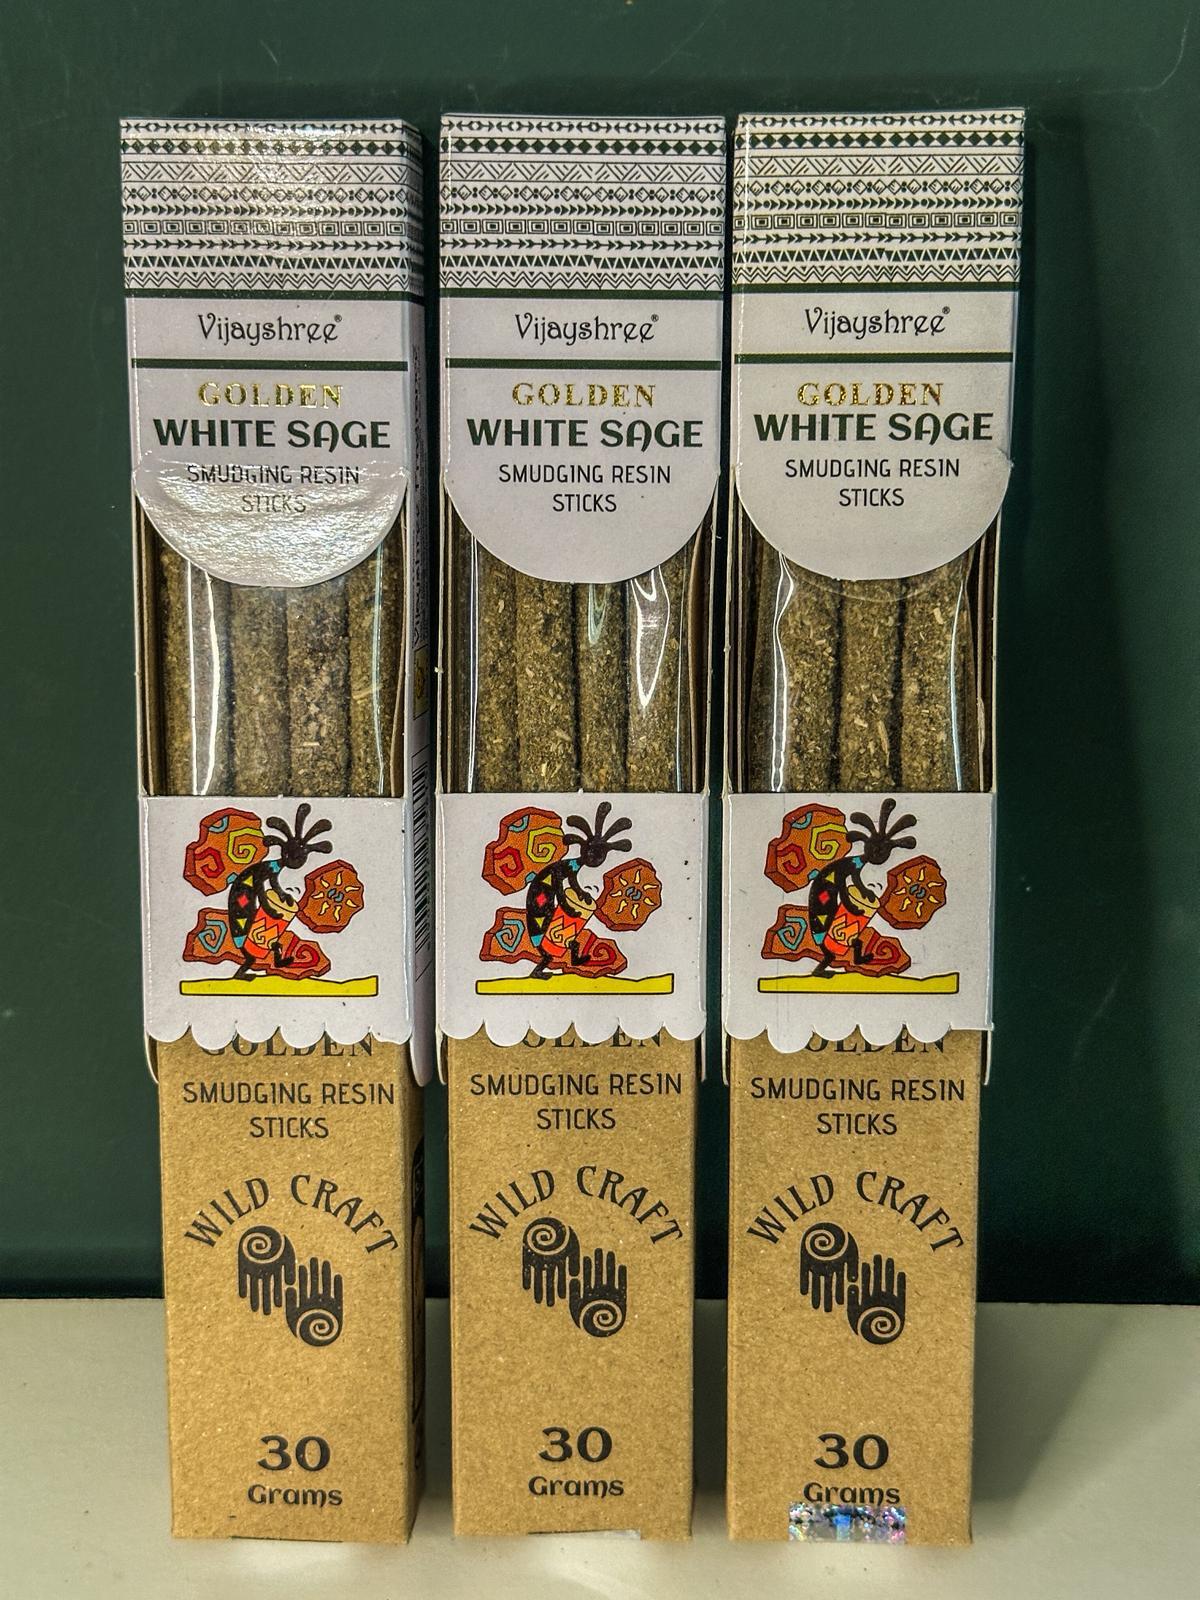 Vijayshree®
GOLDEN
WHITE SAGE
SMUDGING RESIN
STICKS
GOLDEN
SMUDGING RESIN
STICKS
WILD CRAFT
30
Grams
Vijayshree®
GOLDEN
WHITE SAGE
SMUDGING RESIN
STICKS
GOLDEN
SMUDGING RESIN
STICKS
WILD CRAFT
30
Grams
Vijayshree®
GOLDEN
WHITE SAGE
SMUDGING RESIN
STICKS
GOLDEN
SMUDGING RESIN
STICKS
WILD CRAFT
30
Grams